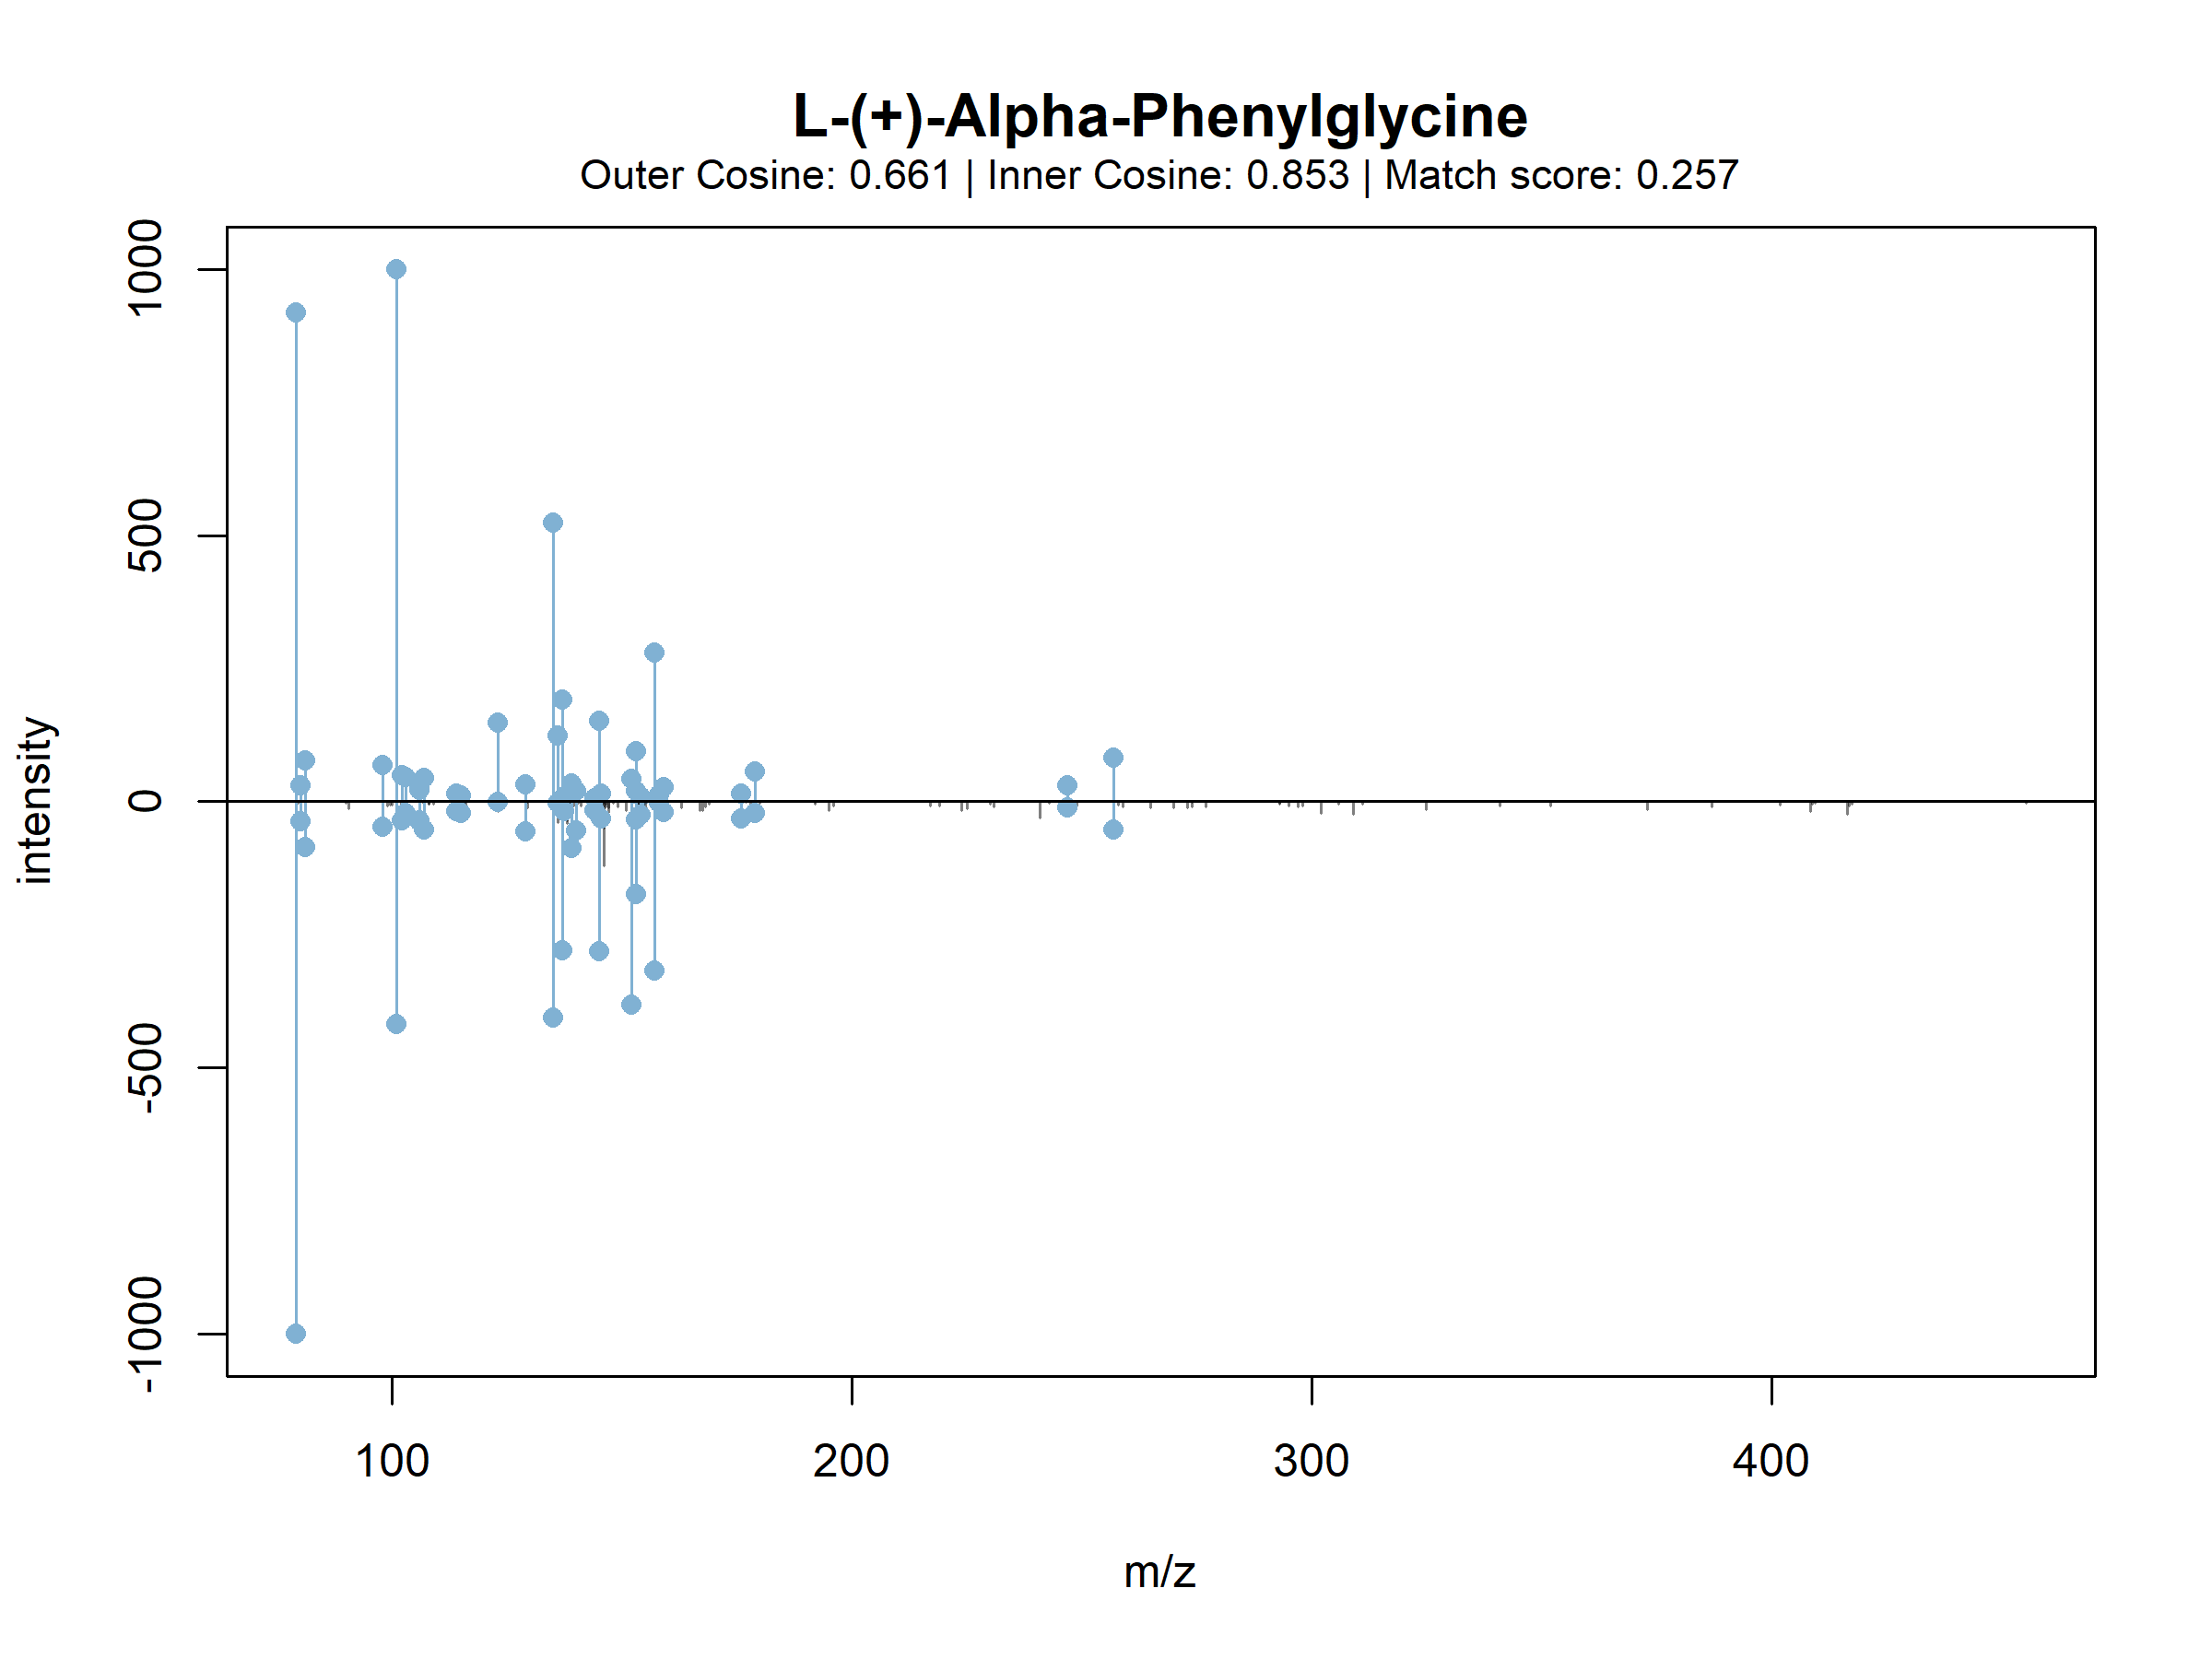 L-(+)-Alpha-Phenylglycine
Outer Cosine: 0.661 | Inner Cosine: 0.853 | Match score: 0.257
1000
500
0
-500
-1000
intensity
100 200 300 400
m/z